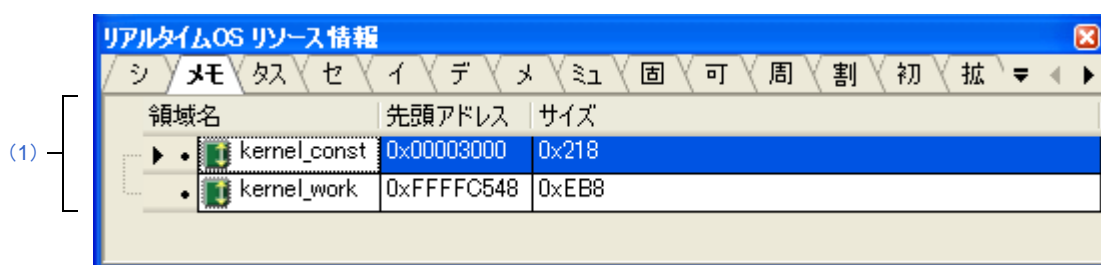 リアルタイムOS リソース情報
シ メモ タス セ イ デ メ ミュ 固 可 周 割 初 拡
(1)
領域名 先頭アドレス サイズ
kernel_const 0x00003000 0x218
kernel_work 0xFFFFC548 0xEB8